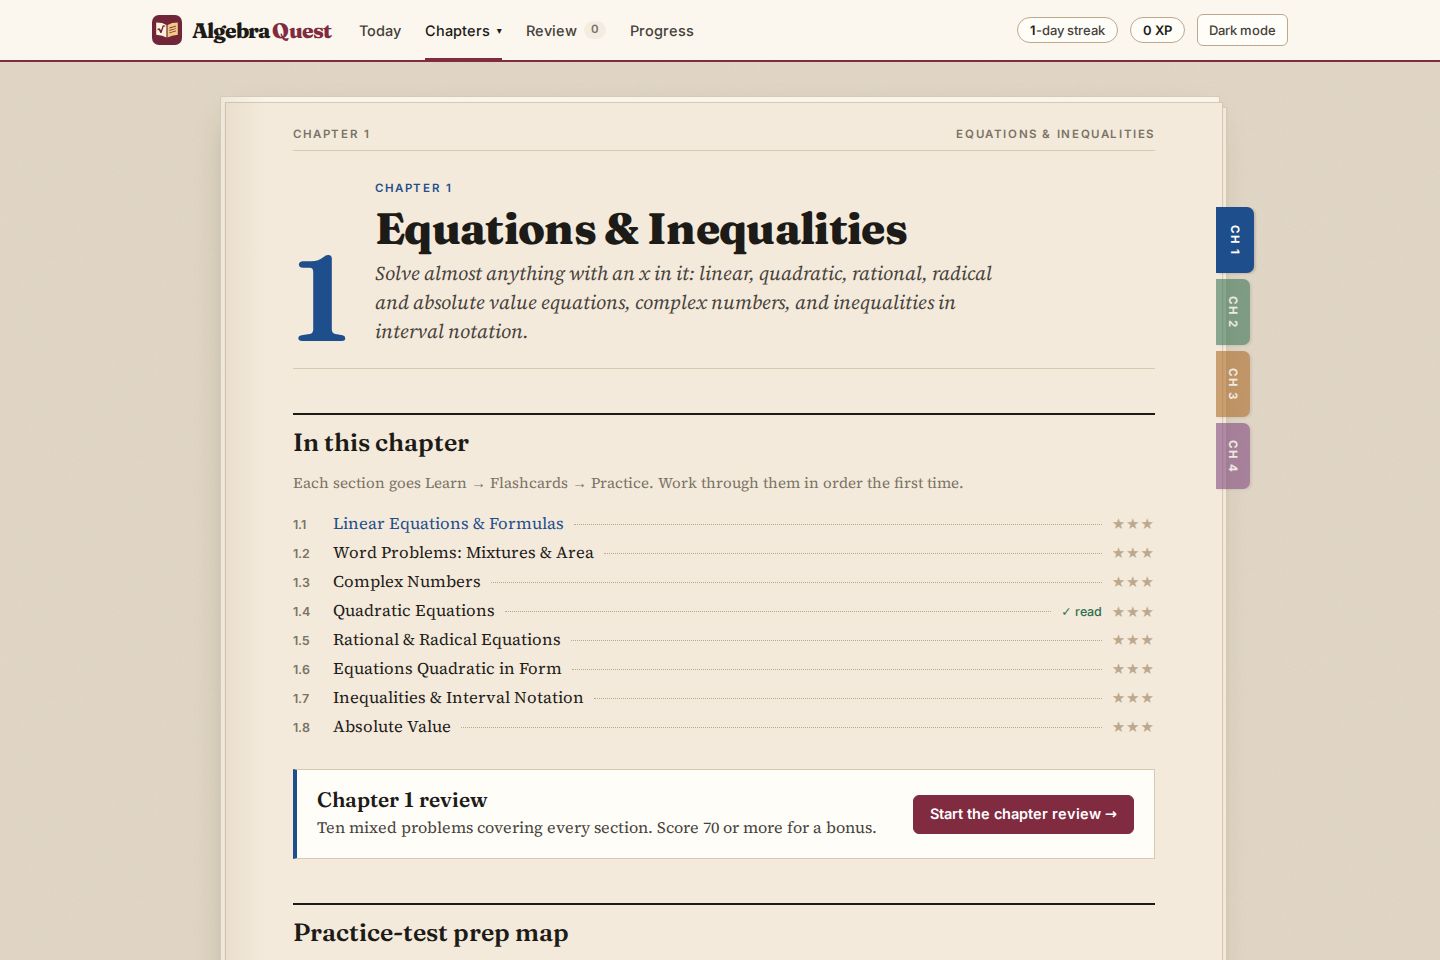 AlgebraQuest Today Chapters ▾ Review 0 Progress 1-day streak 0 XP Dark mode
CHAPTER 1 EQUATIONS & INEQUALITIES
CHAPTER 1
Equations & Inequalities
1
Solve almost anything with an x in it: linear, quadratic, rational, radical
and absolute value equations, complex numbers, and inequalities in
interval notation.
CH 1
CH 2
CH 3
CH 4
In this chapter
Each section goes Learn → Flashcards → Practice. Work through them in order the first time.
1.1 Linear Equations & Formulas ★★★
1.2 Word Problems: Mixtures & Area ★★★
1.3 Complex Numbers ★★★
1.4 Quadratic Equations ✓ read ★★★
1.5 Rational & Radical Equations ★★★
1.6 Equations Quadratic in Form ★★★
1.7 Inequalities & Interval Notation ★★★
1.8 Absolute Value ★★★
Chapter 1 review
Ten mixed problems covering every section. Score 70 or more for a bonus.
Start the chapter review →
Practice-test prep map